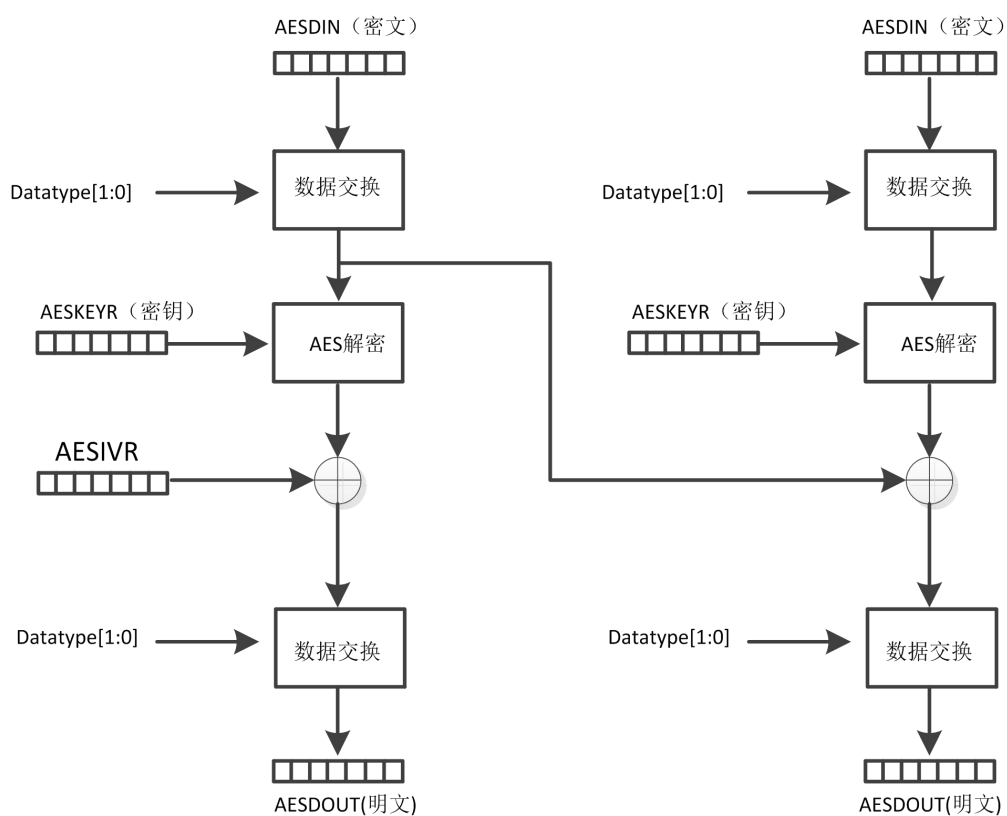 AESDIN（密文）
AESDIN（密文）
数据交换
数据交换
Datatype[1:0]
Datatype[1:0]
AESKEYR（密钥）
AESKEYR（密钥）
AES解密
AES解密
AESIVR
Datatype[1:0]
Datatype[1:0]
数据交换
数据交换
AESDOUT(明文)
AESDOUT(明文)